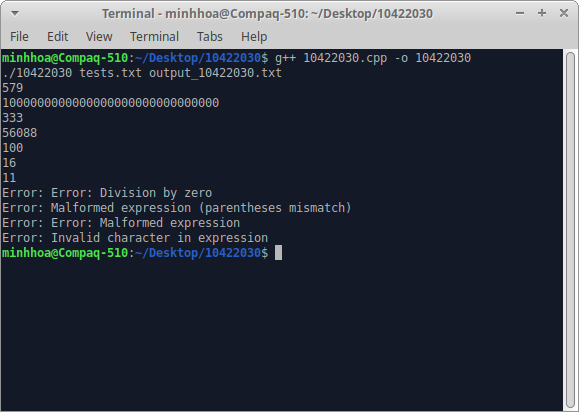 Terminal - minhhoa@Compaq-510: ~/Desktop/10422030
File Edit View Terminal Tabs Help
minhhoa@Compaq-510:~/Desktop/10422030$ g++ 10422030.cpp -o 10422030
./10422030 tests.txt output_10422030.txt
579
1000000000000000000000000000000
333
56088
100
16
11
Error: Error: Division by zero
Error: Malformed expression (parentheses mismatch)
Error: Error: Malformed expression
Error: Invalid character in expression
minhhoa@Compaq-510:~/Desktop/10422030$